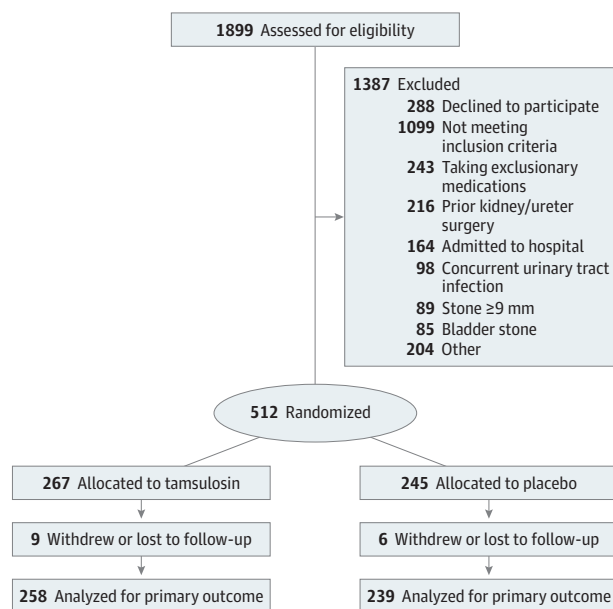 1899 Assessed for eligibility
1387 Excluded
288 Declined to participate
1099 Not meeting
inclusion criteria
243 Taking exclusionary
medications
216 Prior kidney/ureter
surgery
164 Admitted to hospital
98 Concurrent urinary tract
infection
89 Stone ≥9 mm
85 Bladder stone
204 Other
512 Randomized
267 Allocated to tamsulosin
245 Allocated to placebo
9 Withdrew or lost to follow-up
6 Withdrew or lost to follow-up
258 Analyzed for primary outcome
239 Analyzed for primary outcome